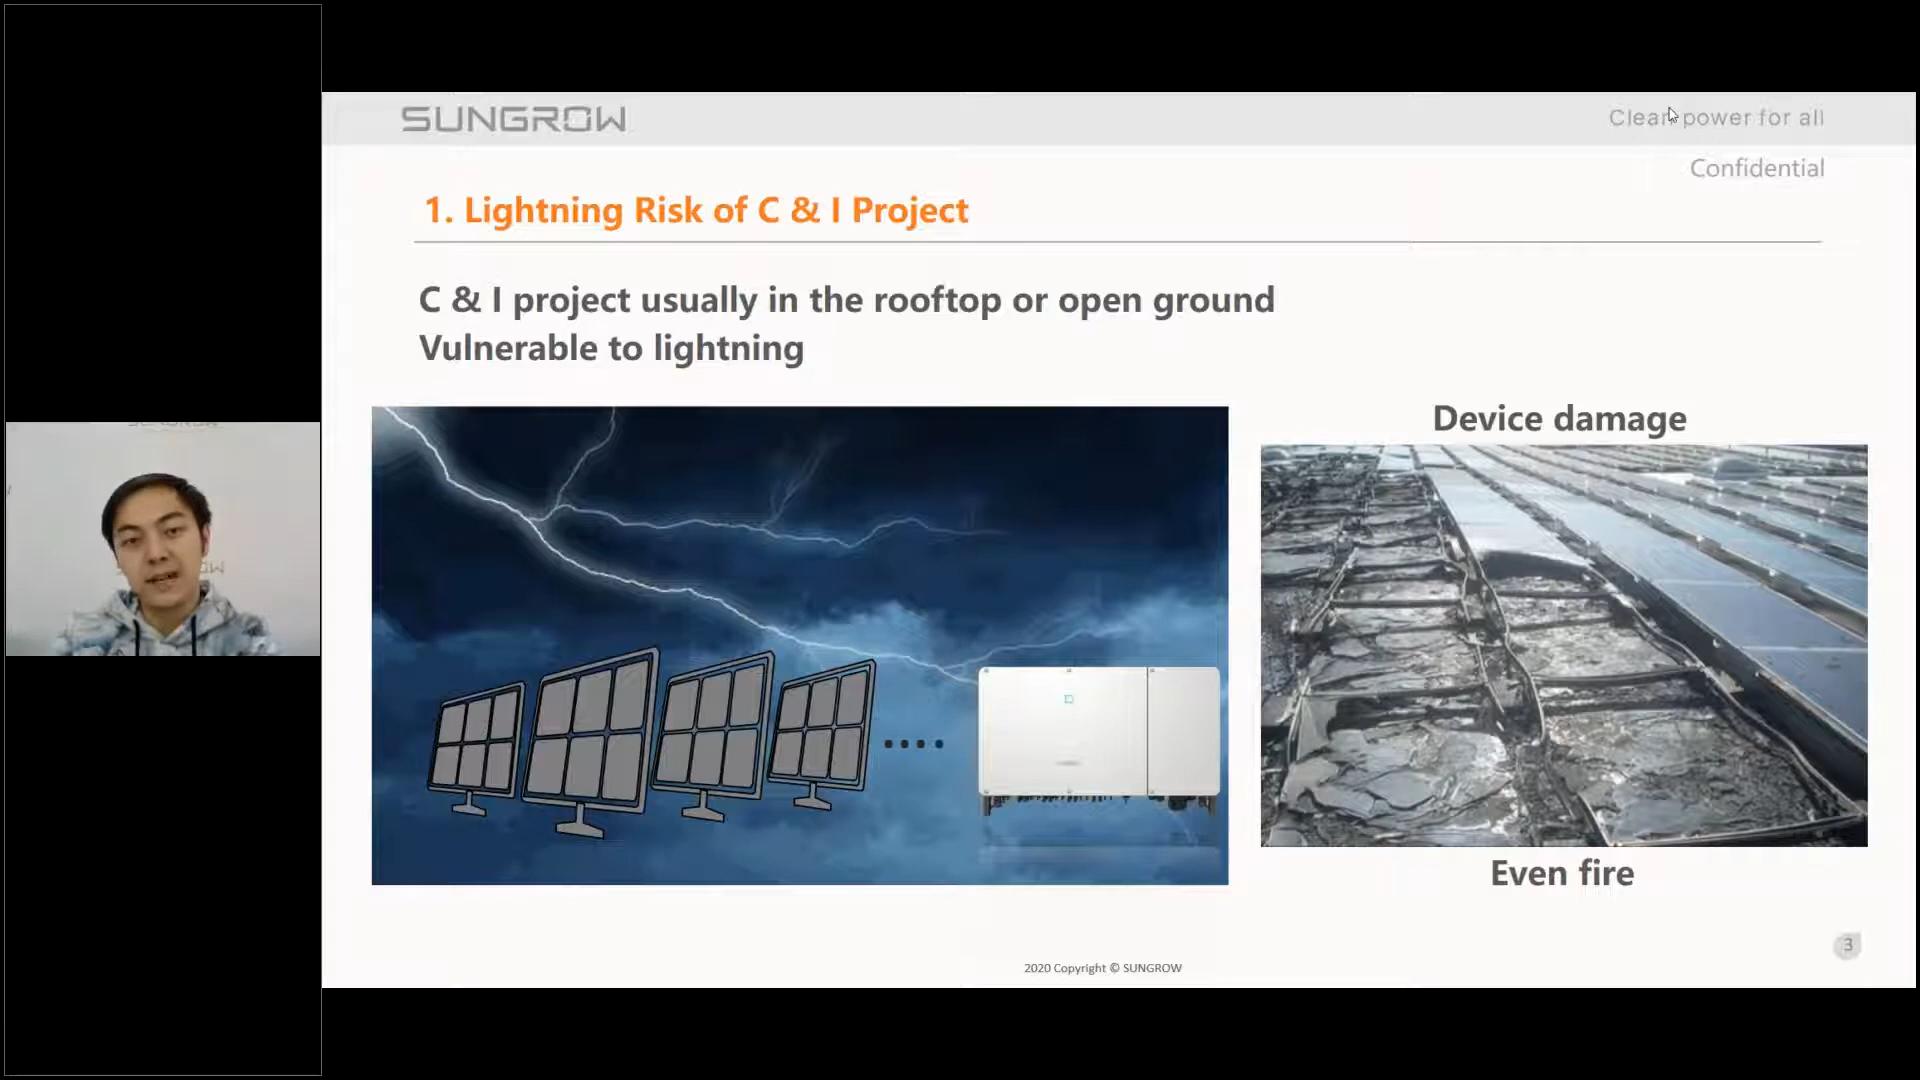 SUNGROW
Clean power for all
Confidential
1. Lightning Risk of C & I Project
C & I project usually in the rooftop or open ground
Vulnerable to lightning
Device damage
Even fire
2020 Copyright © SUNGROW
3